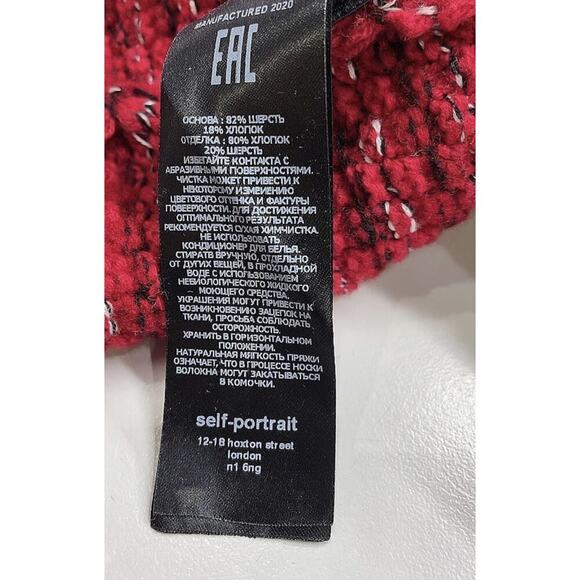 MANUFACTURED 2020
EAC
ОСНОВА : 82% ШЕРСТЬ
18% ХЛОПОК
ОТДЕЛКА : 80% ХЛОПОК
20% ШЕРСТЬ
ИЗБЕГАЙТЕ КОНТАКТА С
АБРАЗИВНЫМИ ПОВЕРХНОСТЯМИ.
ЧИСТКА МОЖЕТ ПРИВЕСТИ К
НЕКОТОРОМУ ИЗМЕИЕНИЮ
ЦВЕТОВОГО ОТТЕНКА И ФАКТУРЫ
ПОВЕЕРХНОСТИ. ДЛЯ ДОСТИЖЕНИЯ
ОПТИМАЛЬНОГО РЕЗУЛЬТАТА
РЕКОМЕНДУЕТСЯ СУХАЯ ХИМЧИСТКА.
НЕ ИСПОЛЬЗОВАТЬ
КОНДИЦИОНЕР ДЛЯ БЕЛЬЯ.
СТИРАТВ ВРУЧНУЮ, ОТДЕЛЬНО
ОТ ДУГИХ ВЕЩЕЙ, В ПРОХЛАДНОЙ
ВОДЕ С ИСПОЛЬЗОВАНИЕМ
НЕБИОЛОГИЧЕСКОГО ЖИДКОГО
МОЮЩЕГО СРЕДСТВА.
УКРАШЕНИЯ МОГУТ ПРИВЕСТИ К
ВОЗНИКНОВЕНИЮ ЗАЦЕПОК НА
ТКАНИ, ПРОСЬБА СОБЛЮДАТЬ
ОСТОРОЖНОСТЬ.
ХРАНИТЬ В ГОРИЗОНТАЛЬНОМ
ПОЛОЖЕНИИ.
НАТУРАЛЬНАЯ МЯГКОСТЬ ПРЯЖИ
ОЗНАЧАЕТ, ЧТО В ПРОЦЕССЕ НОСКИ
ВОЛОКНА МОГУТ ЗАКАТЫВАТЬСЯ
В КОМОЧКИ.
self-portrait
12-18 hoxton street
london
n1 6ng